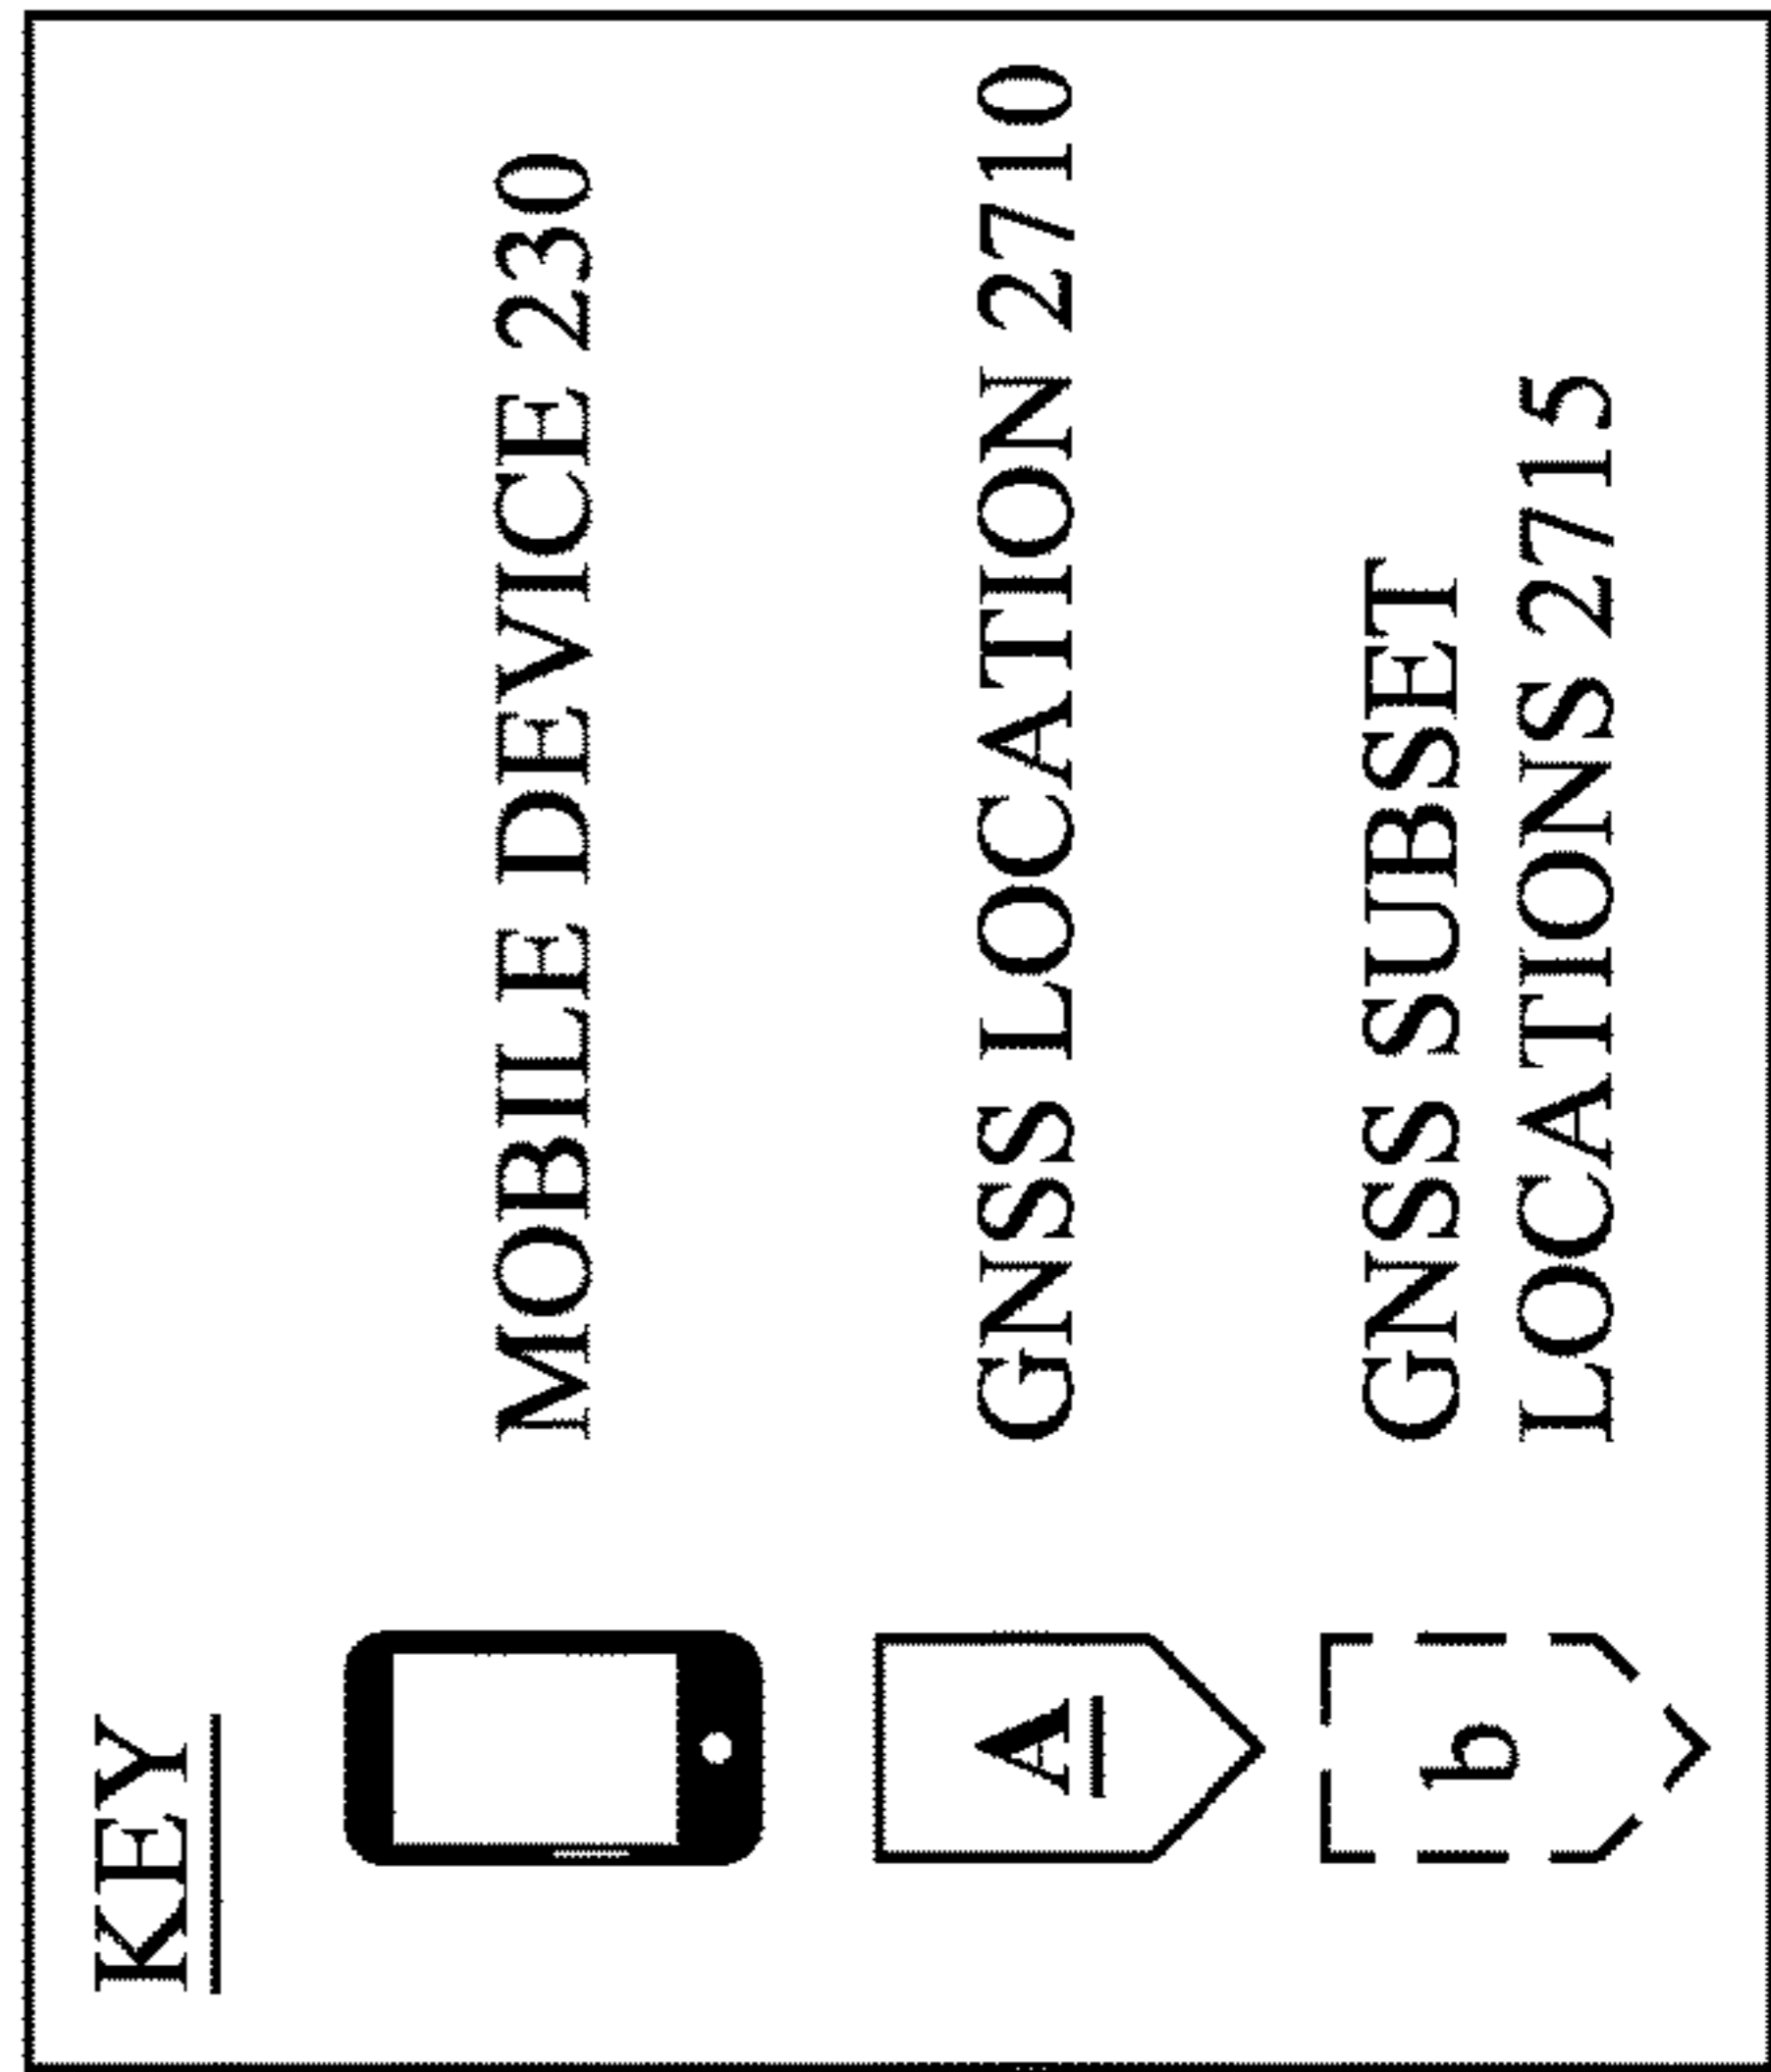 KEY
MOBILE DEVICE 230
A
GNSS LOCATION 2710
b
GNSS SUBSET
LOCATIONS 2715